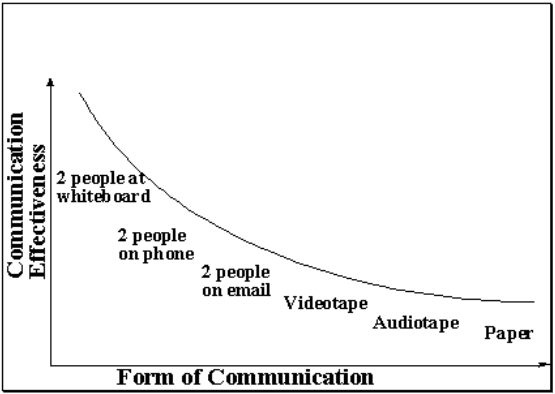 Communication
Effectiveness
2 people at
whiteboard
2 people
on phone
2 people
on email
Videotape
Audiotape
Paper
Form of Communication